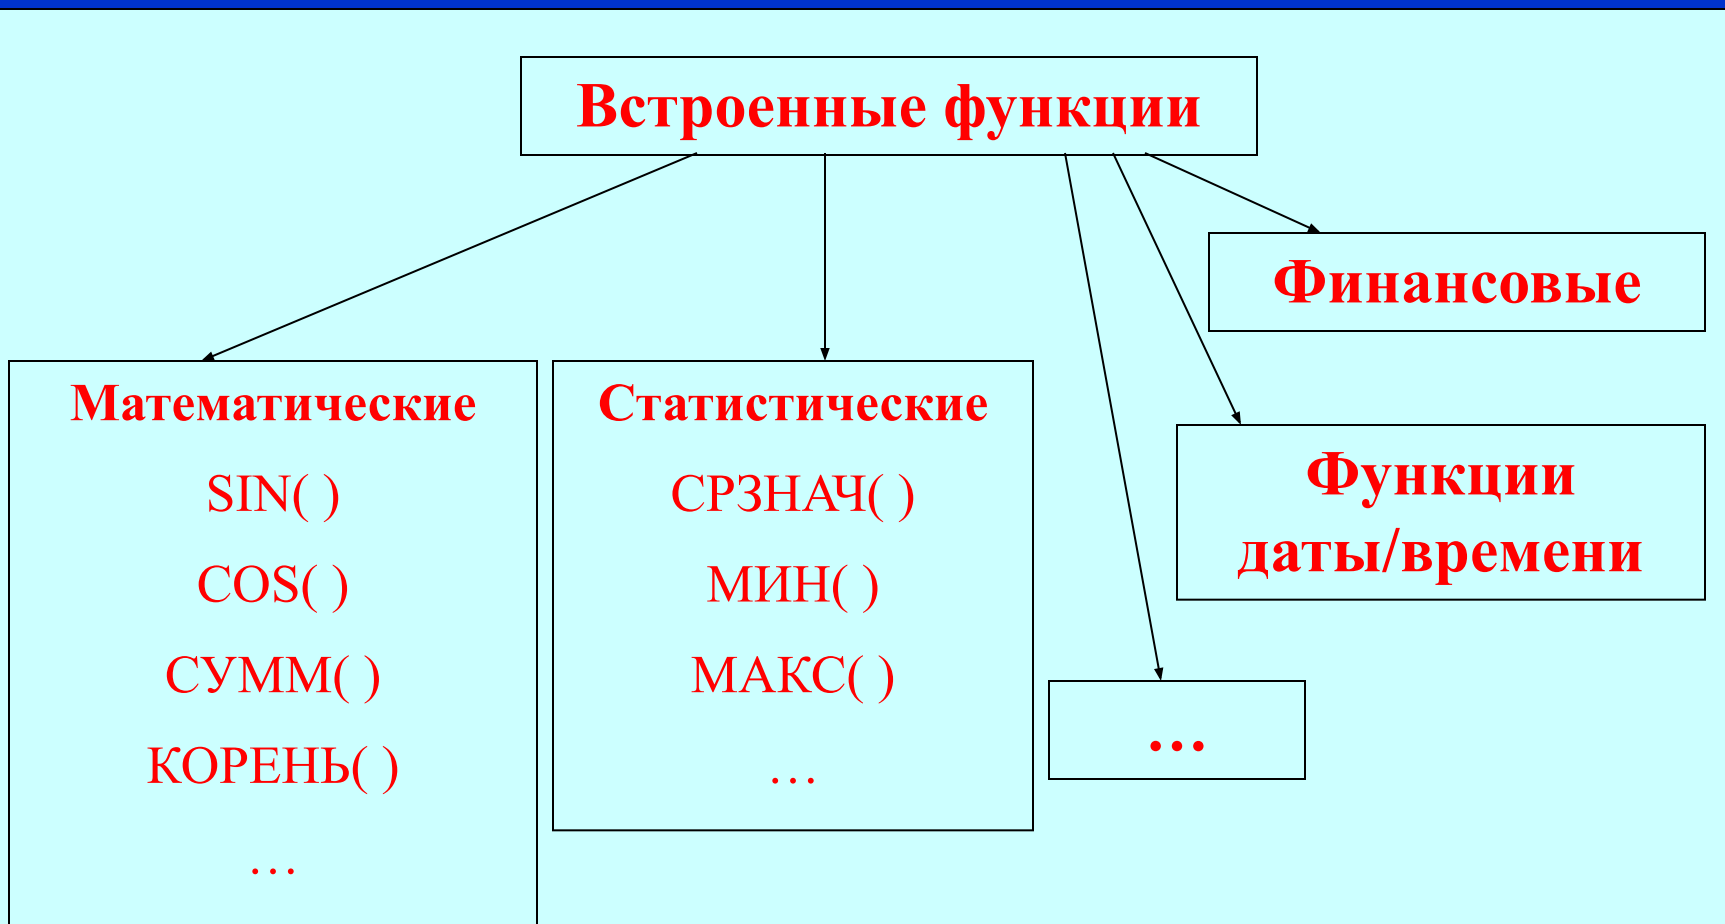 Встроенные функции
Математические
SIN( )
COS( )
СУММ( )
КОРЕНЬ( )
…
Статистические
СРЗНАЧ( )
МИН( )
МАКС( )
…
Финансовые
Функции
даты/времени
…